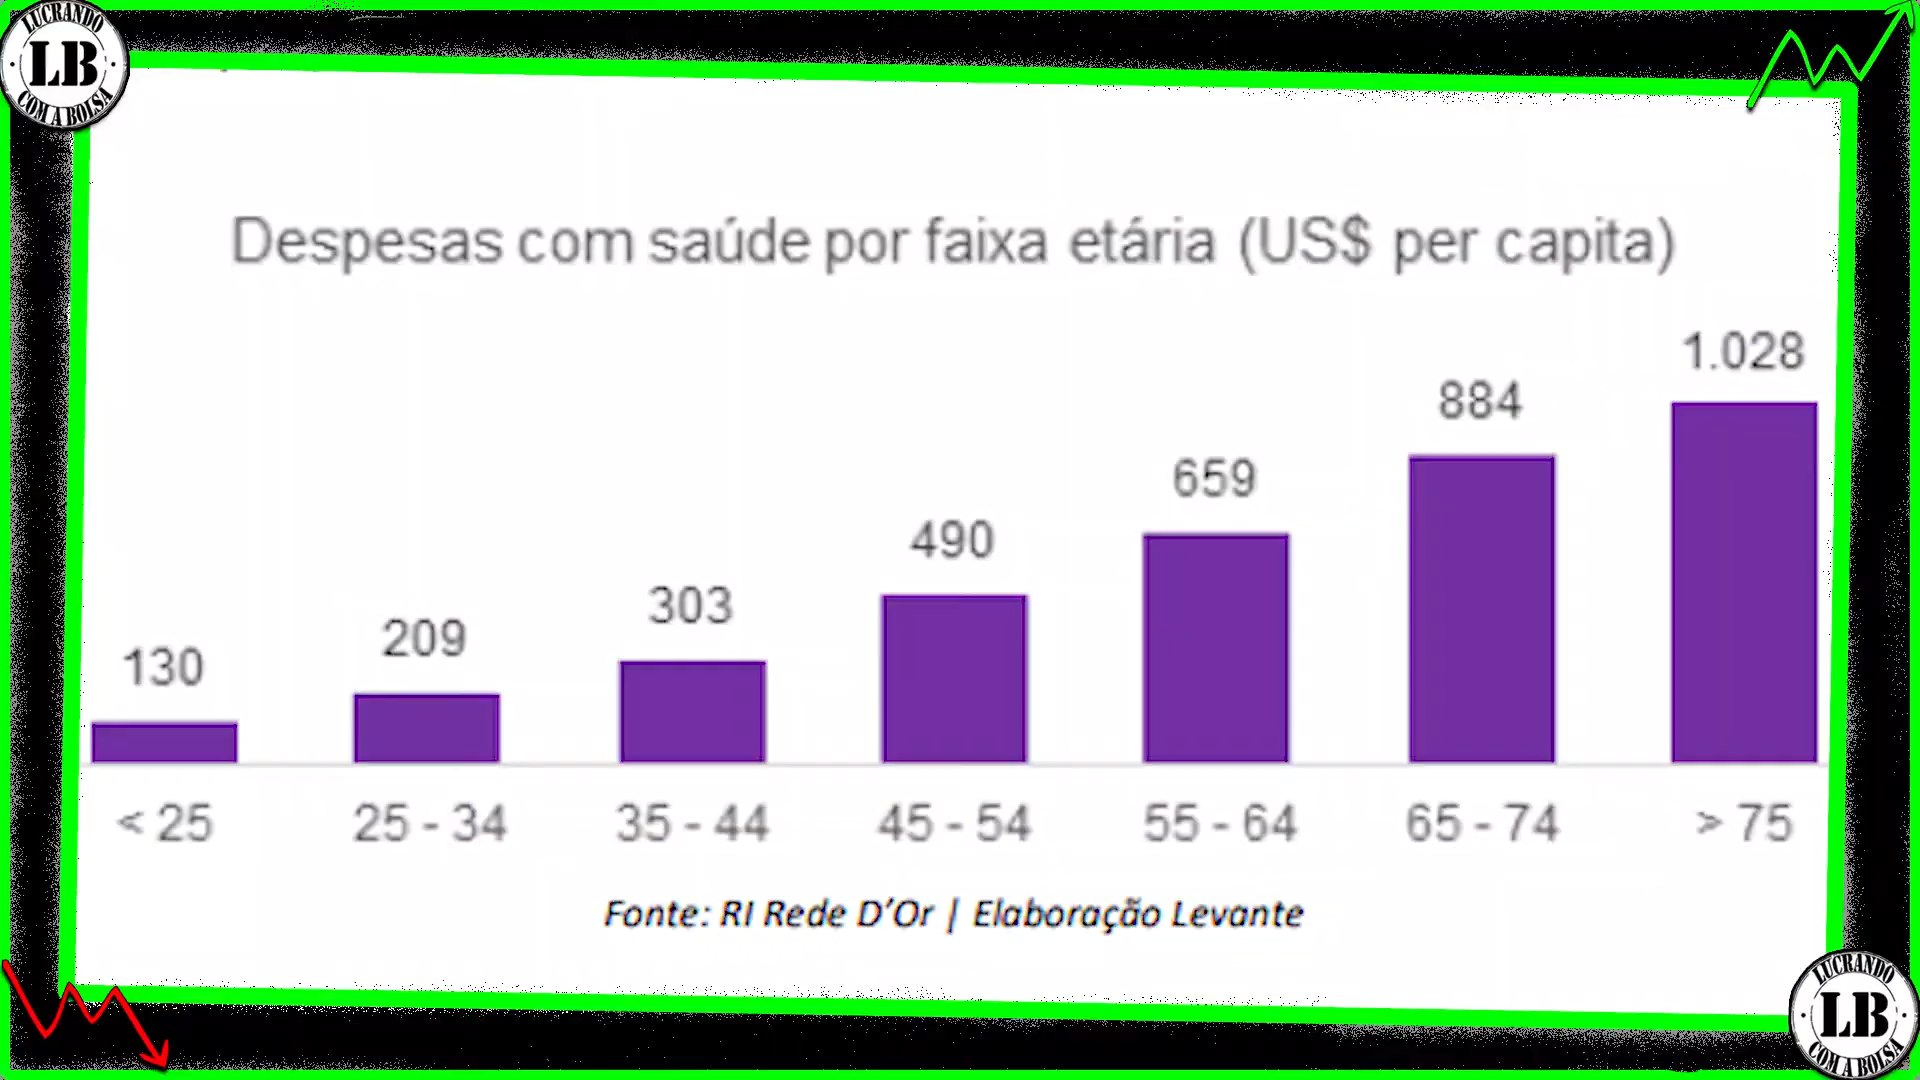 LUCRANDO
LB
COM A BOLSA
Despesas com saúde por faixa etária (US$ per capita)
130
209
303
490
659
884
1.028
< 25
25 - 34
35 - 44
45 - 54
55 - 64
65 - 74
> 75
Fonte: RI Rede D’Or | Elaboração Levante
LUCRANDO
LB
COM A BOLSA